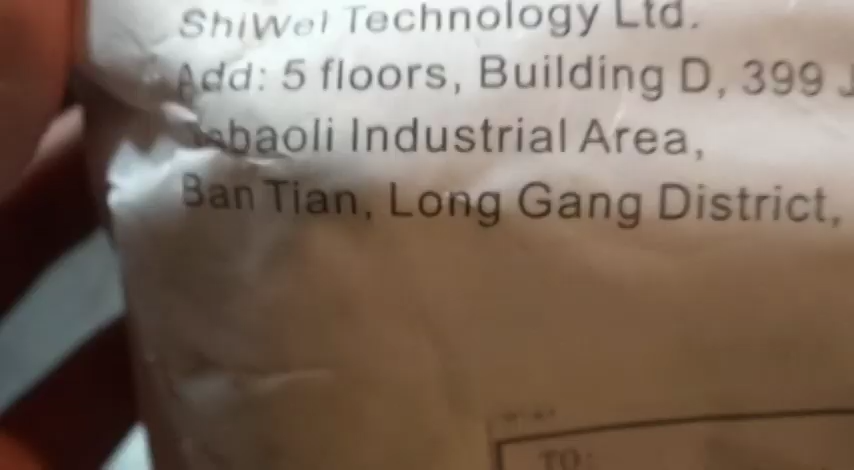 ShiWei Technology Ltd.
Add: 5 floors, Building D, 399 J
Ban Tian, Long Gang District,
Industrial Area,
TO: